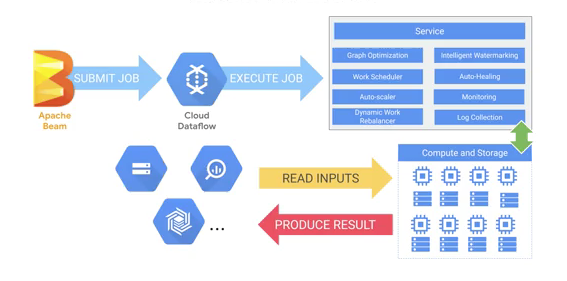 SUBMIT JOB
EXECUTE JOB
Apache
Beam
Cloud
Dataflow
Service
Graph Optimization
Intelligent Watermarking
Work Scheduler
Auto-Healing
Auto-scaler
Monitoring
Dynamic Work
Rebalancer
Log Collection
Compute and Storage
READ INPUTS
PRODUCE RESULT
...